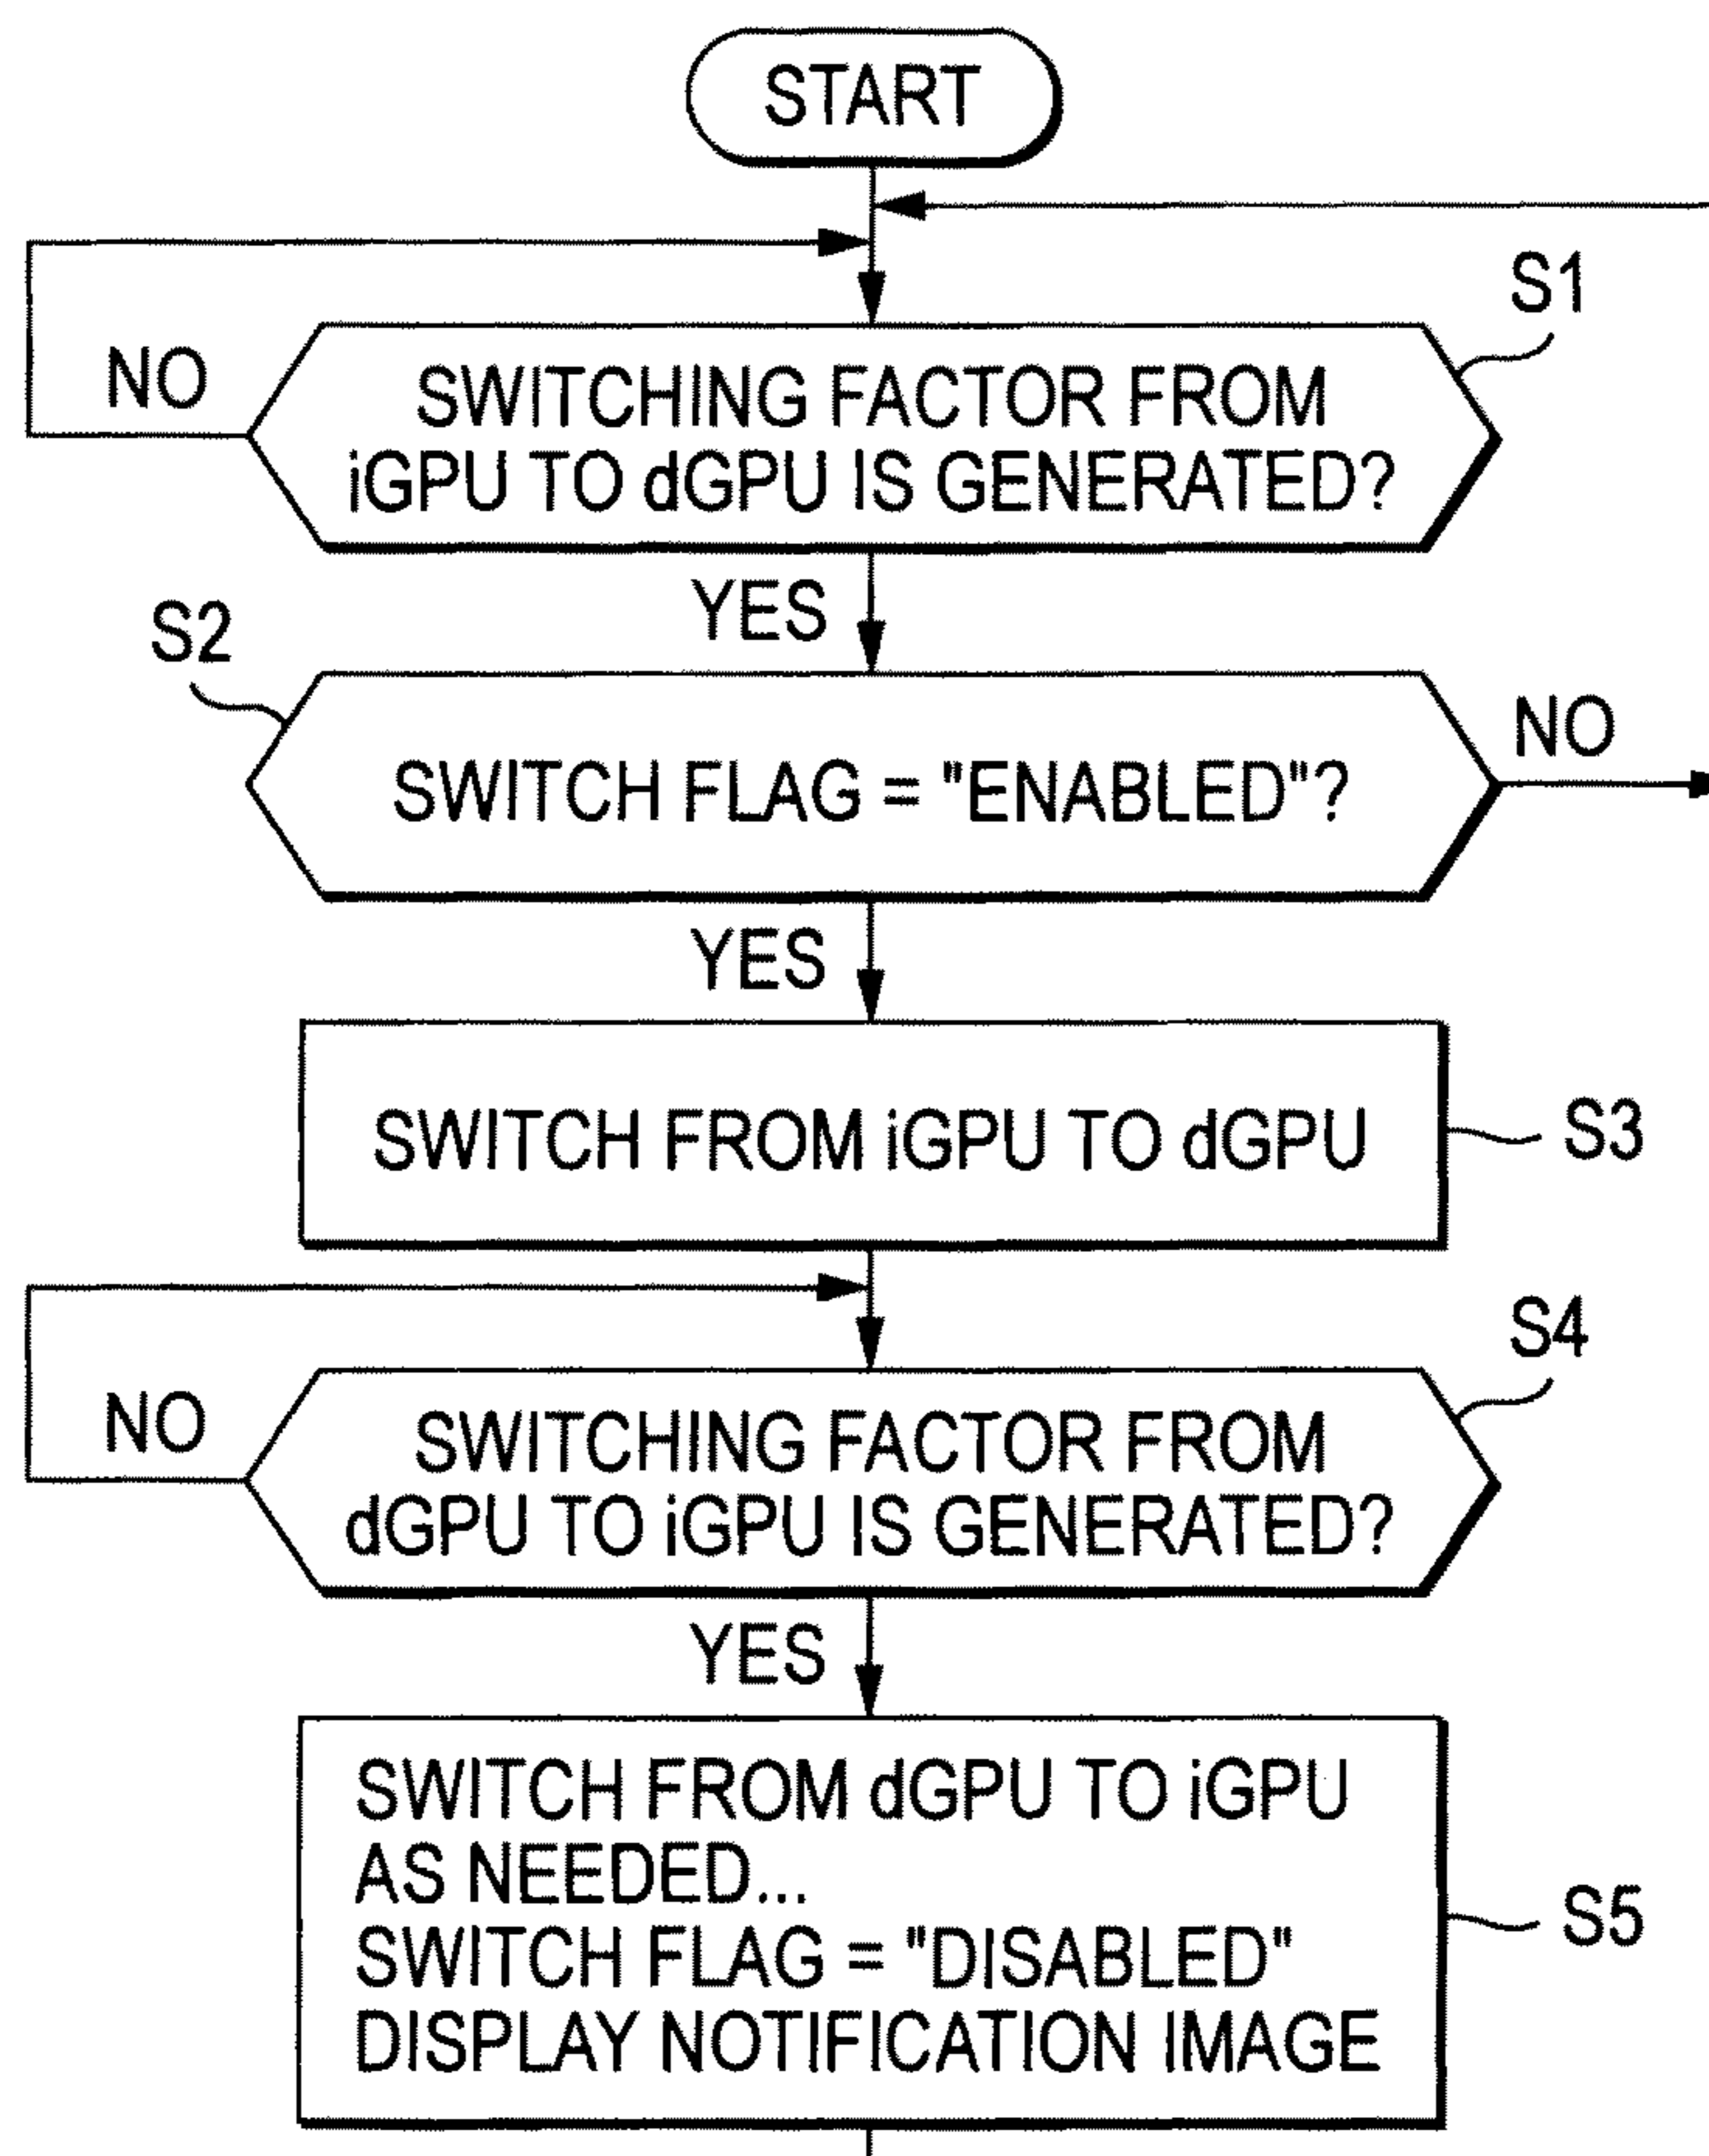 START
S1
NO
SWITCHING FACTOR FROM
iGPU TO dGPU IS GENERATED?
YES
S2
NO
SWITCH FLAG = "ENABLED"?
YES
SWITCH FROM iGPU TO dGPU
S3
S4
NO
SWITCHING FACTOR FROM
dGPU TO iGPU IS GENERATED?
YES
SWITCH FROM dGPU TO iGPU
AS NEEDED...
SWITCH FLAG = "DISABLED"
DISPLAY NOTIFICATION IMAGE
S5